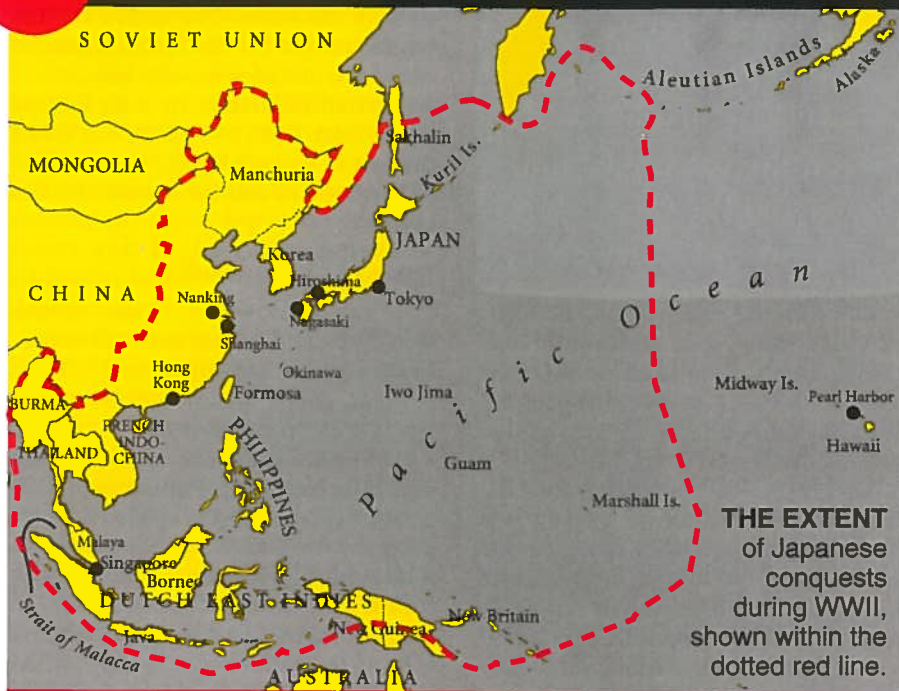 SOVIET UNION
Aleutian Islands
Alaska
MONGOLIA
Manchuria
Sakhalin
Kuril Is.
JAPAN
Korea
Hiroshima
Tokyo
Nagasaki
CHINA
Nanking
Shanghai
Pacific Ocean
Hong
Kong
Okinawa
Formosa
Iwo Jima
Midway Is.
Pearl Harbor
Hawaii
BURMA
FRENCH
INDO-
CHINA
THAILAND
PHILIPPINES
Guam
Marshall Is.
Malaya
Singapore
Borneo
DUTCH EAST INDIES
New Britain
New Guinea
Java
Strait of Malacca
AUSTRALIA
THE EXTENT
of Japanese
conquests
during WWII,
shown within the
dotted red line.